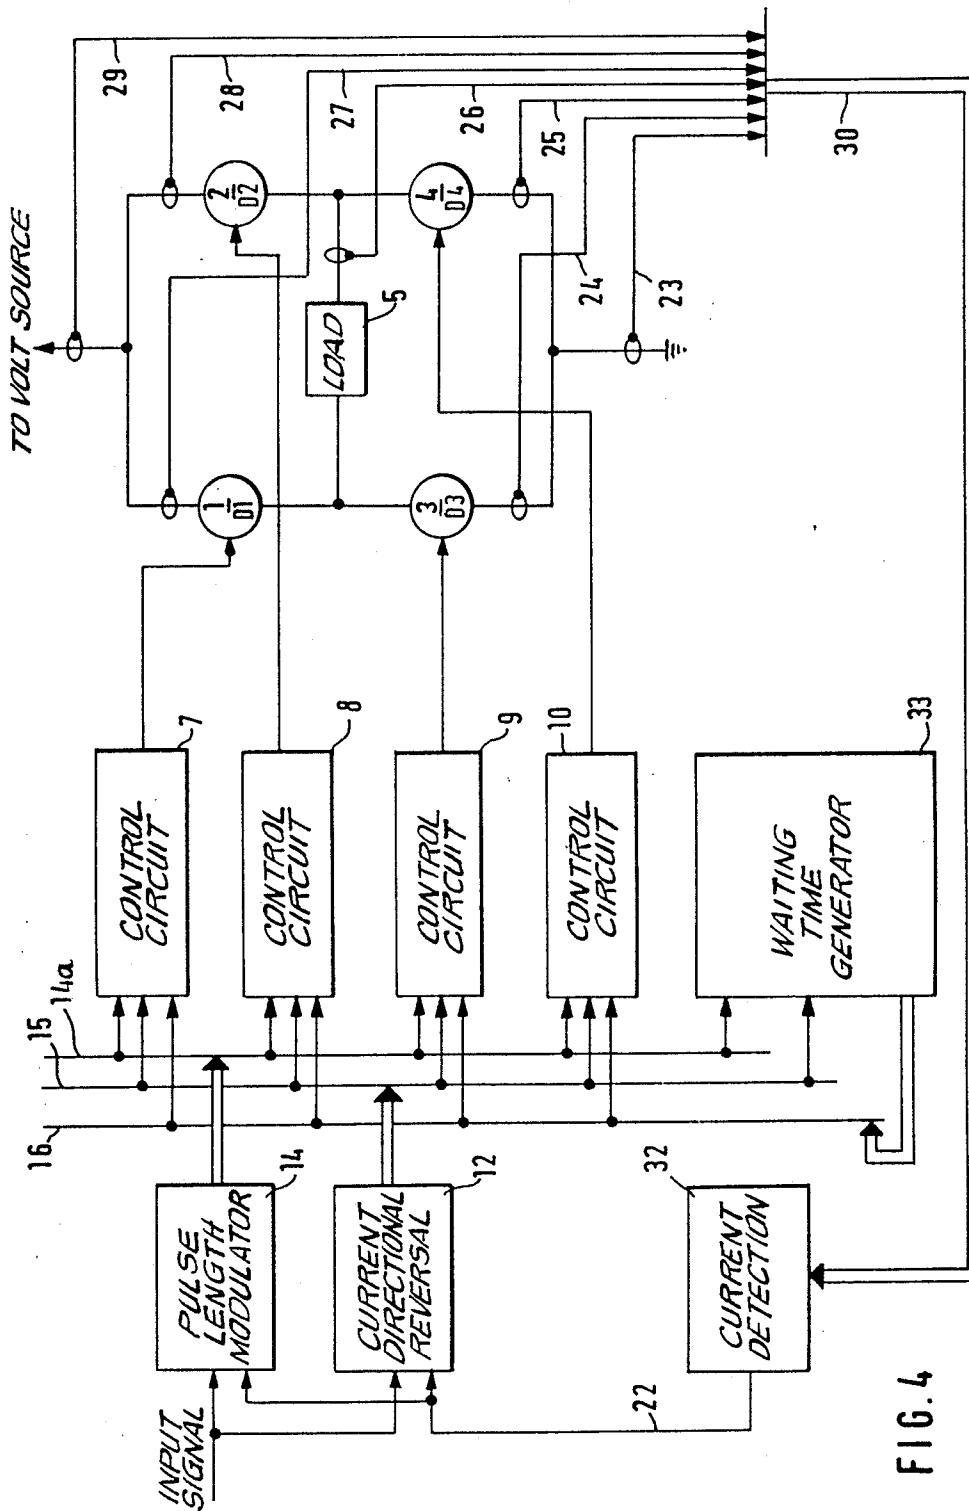 TO VOLT SOURCE
29
28
27
26
25
24
23
30
1
D1
2
D2
3
D3
4
D4
LOAD
5
CONTROL
CIRCUIT
7
CONTROL
CIRCUIT
8
CONTROL
CIRCUIT
9
CONTROL
CIRCUIT
10
WAITING
TIME
GENERATOR
33
14a
15
16
PULSE
LENGTH
MODULATOR
14
CURRENT
DIRECTIONAL
REVERSAL
12
CURRENT
DETECTION
32
INPUT
SIGNAL
22
FIG. 4